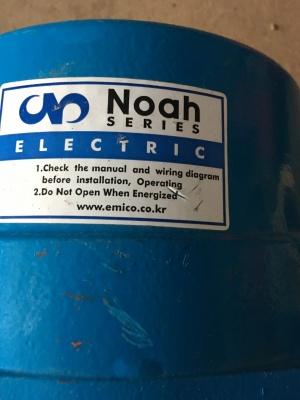 Noah
SERIES
ELECTRIC
1.Check the manual and wiring diagram
before installation, Operating
2.Do Not Open When Energized
www.emico.co.kr